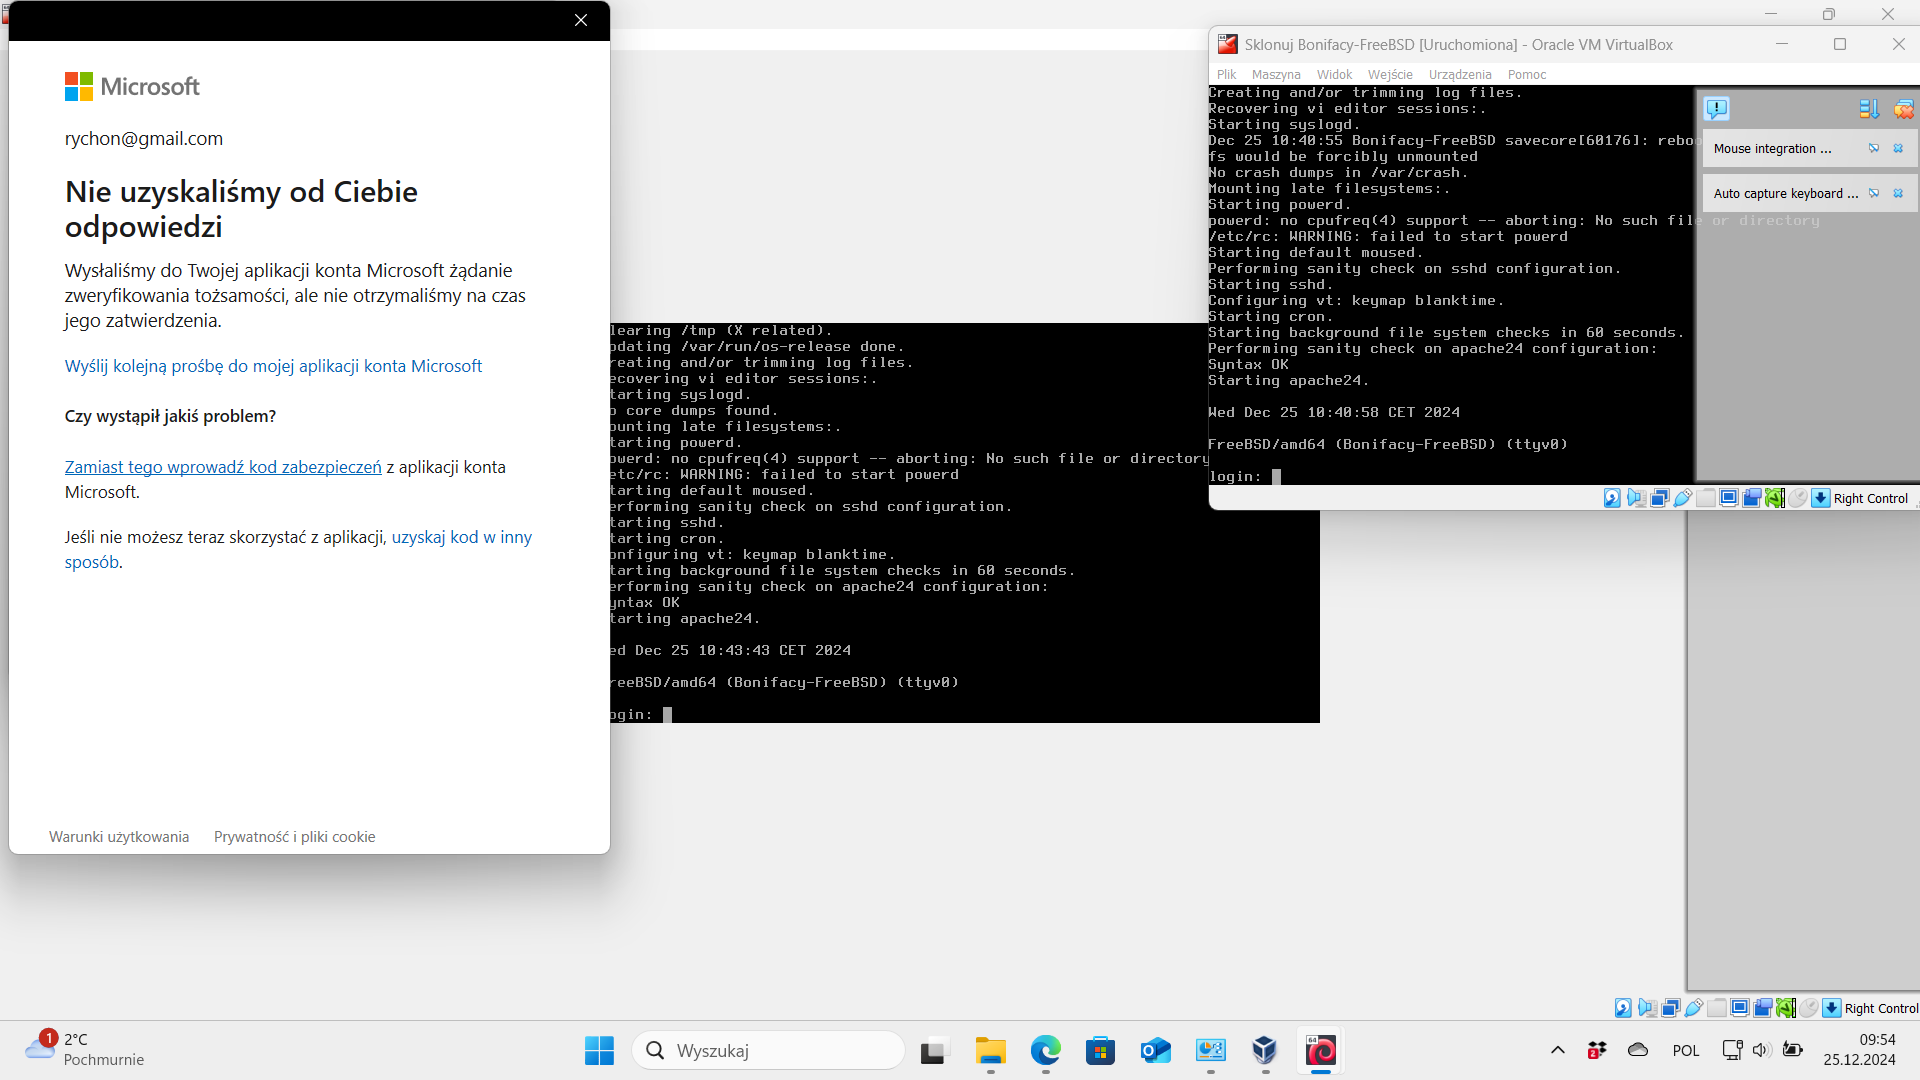 Microsoft
rychon@gmail.com
Nie uzyskaliśmy od Ciebie
odpowiedzi
Wysłaliśmy do Twojej aplikacji konta Microsoft żądanie
zweryfikowania tożsamości, ale nie otrzymaliśmy na czas
jego zatwierdzenia.
Wyślij kolejną prośbę do mojej aplikacji konta Microsoft
Czy wystąpił jakiś problem?
Zamiast tego wprowadź kod zabezpieczeń z aplikacji konta
Microsoft.
Jeśli nie możesz teraz skorzystać z aplikacji, uzyskaj kod w inny
sposób.
Warunki użytkowania Prywatność i pliki cookie
learing /tmp (X related).
pdating /var/run/os-release done.
reating and/or trimming log files.
ecovering vi editor sessions:.
tarting syslogd.
o core dumps found.
ounting late filesystems:.
tarting powerd.
owerd: no cpufreq(4) support -- aborting: No such file or directory
etc/rc: WARNING: failed to start powerd
tarting default moused.
erforming sanity check on sshd configuration.
tarting sshd.
tarting cron.
onfiguring vt: keymap blanktime.
tarting background file system checks in 60 seconds.
erforming sanity check on apache24 configuration:
yntax OK
tarting apache24.
ed Dec 25 10:43:43 CET 2024
reeBSD/amd64 (Bonifacy-FreeBSD) (ttyv0)
ogin:
Sklonuj Bonifacy-FreeBSD [Uruchomiona] - Oracle VM VirtualBox
Plik Maszyna Widok Wejście Urządzenia Pomoc
Creating and/or trimming log files.
Recovering vi editor sessions:.
Starting syslogd.
Dec 25 10:40:55 Bonifacy-FreeBSD savecore[60176]: reboo
fs would be forcibly unmounted
No crash dumps in /var/crash.
Mounting late filesystems:.
Starting powerd.
powerd: no cpufreq(4) support -- aborting: No such file or directory
/etc/rc: WARNING: failed to start powerd
Starting default moused.
Performing sanity check on sshd configuration.
Starting sshd.
Configuring vt: keymap blanktime.
Starting cron.
Starting background file system checks in 60 seconds.
Performing sanity check on apache24 configuration:
Syntax OK
Starting apache24.
Wed Dec 25 10:40:58 CET 2024
FreeBSD/amd64 (Bonifacy-FreeBSD) (ttyv0)
login:
Mouse integration ...
Auto capture keyboard ...
Right Control
Right Control
1
2°C
Pochmurnie
Wyszukaj
64
2
POL
09:54
25.12.2024